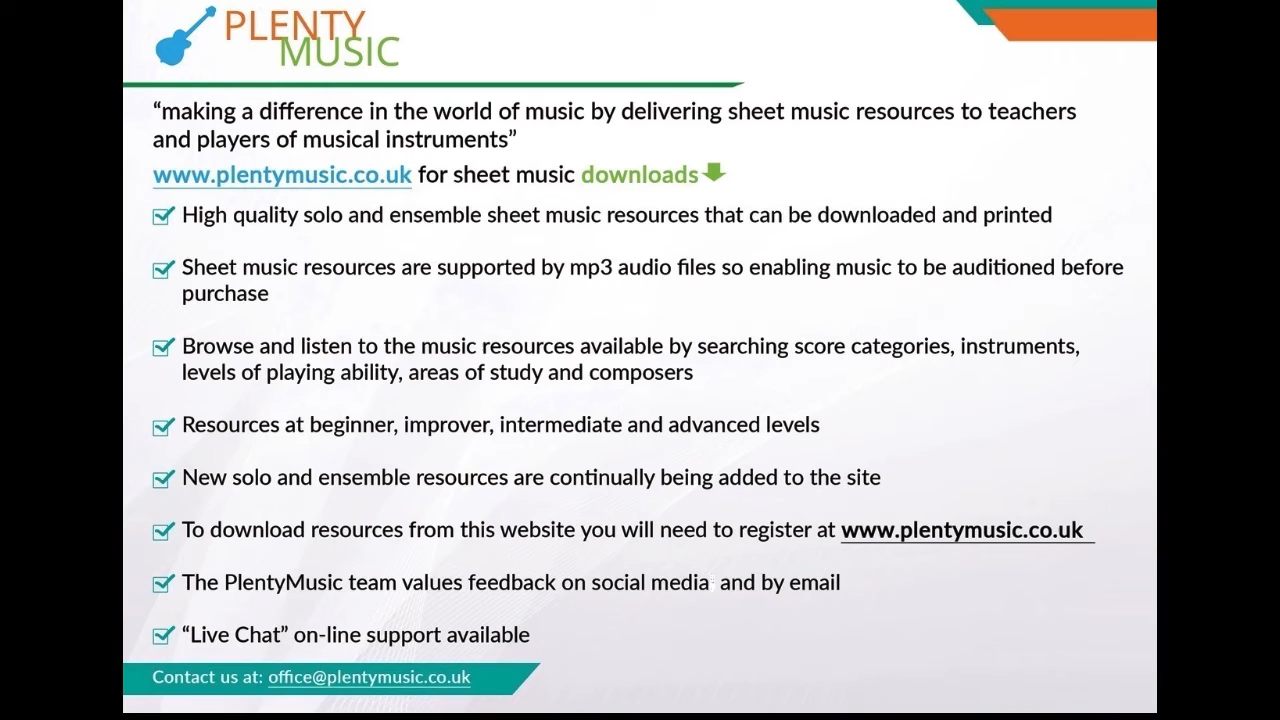 PLENTY
MUSIC
“making a difference in the world of music by delivering sheet music resources to teachers
and players of musical instruments”
www.plentymusic.co.uk for sheet music downloads
High quality solo and ensemble sheet music resources that can be downloaded and printed
Sheet music resources are supported by mp3 audio files so enabling music to be auditioned before
purchase
Browse and listen to the music resources available by searching score categories, instruments,
levels of playing ability, areas of study and composers
Resources at beginner, improver, intermediate and advanced levels
New solo and ensemble resources are continually being added to the site
To download resources from this website you will need to register at www.plentymusic.co.uk
The PlentyMusic team values feedback on social media and by email
“Live Chat” on-line support available
Contact us at: office@plentymusic.co.uk